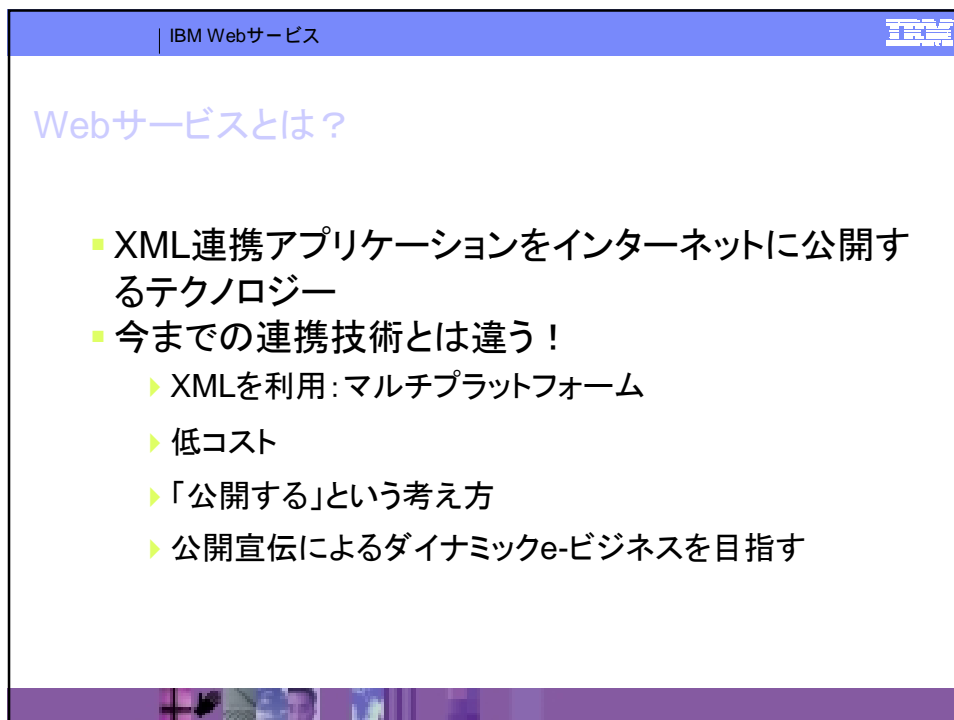 IBM Webサービス
IBM
Webサービスとは？
XML連携アプリケーションをインターネットに公開す
るテクノロジー
今までの連携技術とは違う！
XMLを利用：マルチプラットフォーム
低コスト
「公開する」という考え方
公開宣伝によるダイナミックe-ビジネスを目指す